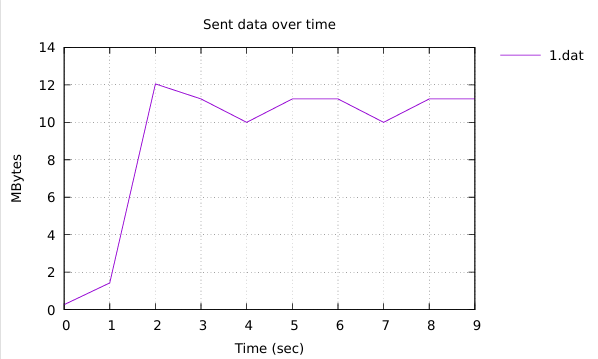 Sent data over time
1.dat
14
12
10
8
6
4
2
0
MBytes
0 1 2 3 4 5 6 7 8 9
Time (sec)